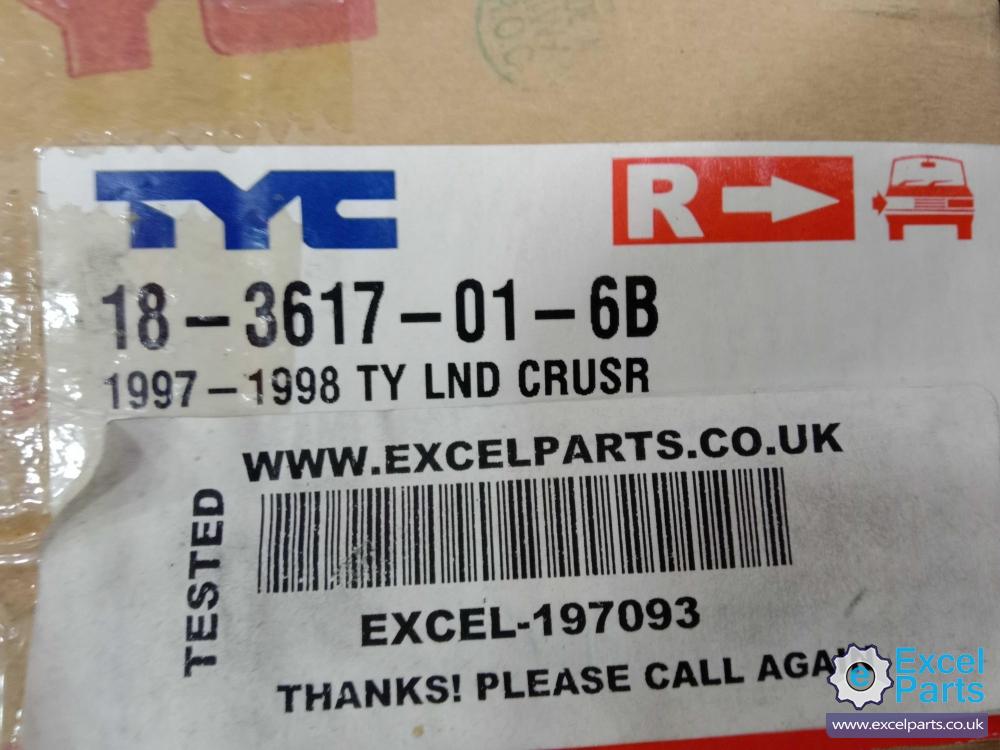 TYC
R
18-3617-01-6B
1997-1998 TY LND CRUSR
WWW.EXCELPARTS.CO.UK
TESTED
EXCEL-197093
THANKS! PLEASE CALL AGA
Excel
Parts
www.excelparts.co.uk